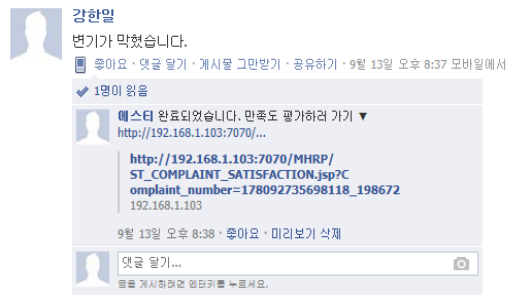 강한일
변기가 막혔습니다.
좋아요 · 댓글 달기 · 게시물 그만받기 · 공유하기 · 9월 13일 오후 8:37 모바일에서
1명이 읽음
에스티 완료되었습니다. 만족도 평가하러 가기 ▼
http://192.168.1.103:7070/...
http://192.168.1.103:7070/MHRP/
ST_COMPLAINT_SATISFACTION.jsp?C
omplaint_number=178092735698118_198672
192.168.1.103
9월 13일 오후 8:38 · 좋아요 · 미리보기 삭제
댓글 달기...
글을 게시하려면 엔터키를 누르세요.